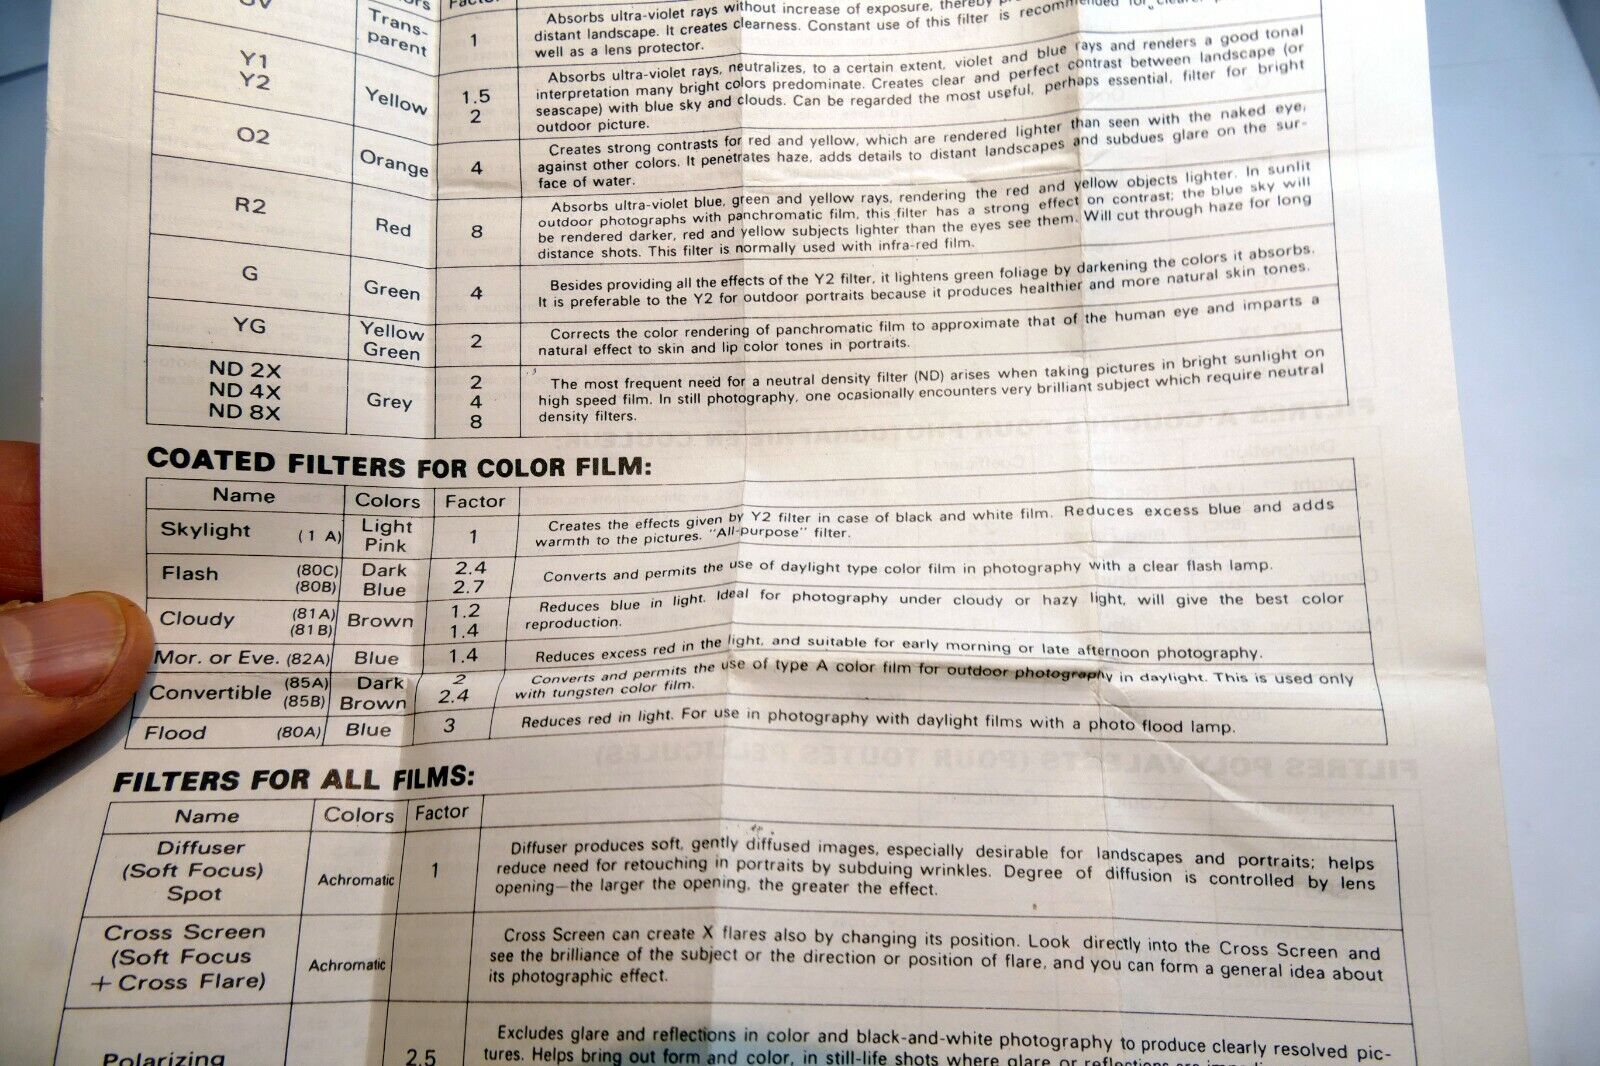 UV
Trans-
parent
Factor
1
Absorbs ultra-violet rays without increase of exposure, thereby
distant landscape. It creates clearness. Constant use of this filter is recommended for clearer,
well as a lens protector.
Y1
Y2
Yellow
1.5
2
Absorbs ultra-violet rays, neutralizes, to a certain extent, violet and blue rays and renders a good tonal
interpretation many bright colors predominate. Creates clear and perfect contrast between landscape (or
seascape) with blue sky and clouds. Can be regarded the most useful, perhaps essential, filter for bright
outdoor picture.
O2
Orange
4
Creates strong contrasts for red and yellow, which are rendered lighter than seen with the naked eye,
against other colors. It penetrates haze, adds details to distant landscapes and subdues glare on the sur-
face of water.
R2
Red
8
Absorbs ultra-violet blue, green and yellow rays, rendering the red and yellow objects lighter. In sunlit
outdoor photographs with panchromatic film, this filter has a strong effect on contrast; the blue sky will
be rendered darker, red and yellow subjects lighter than the eyes see them. Will cut through haze for long
distance shots. This filter is normally used with infra-red film.
G
Green
4
Besides providing all the effects of the Y2 filter, it lightens green foliage by darkening the colors it absorbs.
It is preferable to the Y2 for outdoor portraits because it produces healthier and more natural skin tones.
YG
Yellow
Green
2
Corrects the color rendering of panchromatic film to approximate that of the human eye and imparts a
natural effect to skin and lip color tones in portraits.
ND 2X
ND 4X
ND 8X
Grey
2
4
8
The most frequent need for a neutral density filter (ND) arises when taking pictures in bright sunlight on
high speed film. In still photography, one ocasionally encounters very brilliant subject which require neutral
density filters.
COATED FILTERS FOR COLOR FILM:
Name Colors Factor
Skylight (1 A)
Light
Pink
1
Creates the effects given by Y2 filter in case of black and white film. Reduces excess blue and adds
warmth to the pictures. "All-purpose" filter.
Flash (80C)
(80B)
Dark
Blue
2.4
2.7
Converts and permits the use of daylight type color film in photography with a clear flash lamp.
Cloudy (81A)
(81B)
Brown
1.2
1.4
Reduces blue in light. Ideal for photography under cloudy or hazy light, will give the best color
reproduction.
Mor. or Eve. (82A) Blue 1.4
Reduces excess red in the light, and suitable for early morning or late afternoon photography.
Convertible (85A)
(85B)
Dark
Brown
2
2.4
Converts and permits the use of type A color film for outdoor photography in daylight. This is used only
with tungsten color film.
Flood (80A) Blue 3
Reduces red in light. For use in photography with daylight films with a photo flood lamp.
FILTERS FOR ALL FILMS:
Name Colors Factor
Diffuser
(Soft Focus)
Spot
Achromatic
1
Diffuser produces soft, gently diffused images, especially desirable for landscapes and portraits; helps
reduce need for retouching in portraits by subduing wrinkles. Degree of diffusion is controlled by lens
opening—the larger the opening, the greater the effect.
Cross Screen
(Soft Focus
+ Cross Flare)
Achromatic
Cross Screen can create X flares also by changing its position. Look directly into the Cross Screen and
see the brilliance of the subject or the direction or position of flare, and you can form a general idea about
its photographic effect.
Polarizing
2.5
Excludes glare and reflections in color and black-and-white photography to produce clearly resolved pic-
tures. Helps bring out form and color, in still-life shots where glare or reflections are